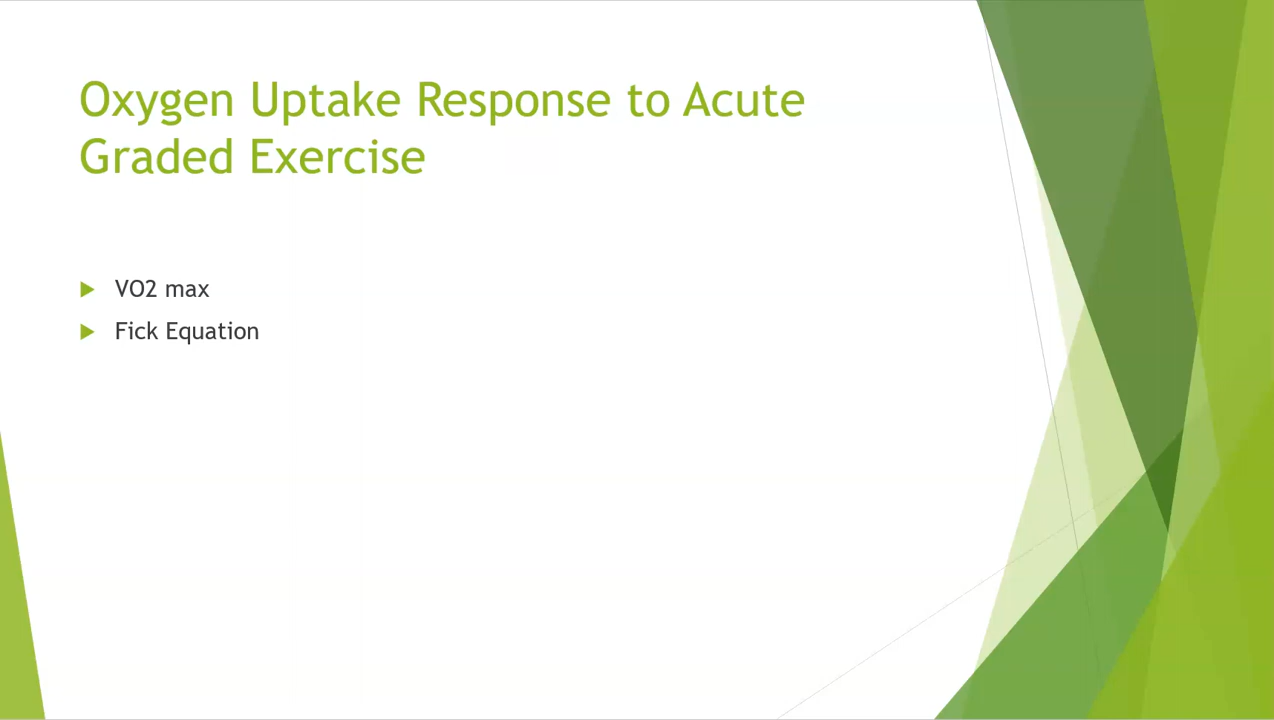 Oxygen Uptake Response to Acute
Graded Exercise
VO2 max
Fick Equation